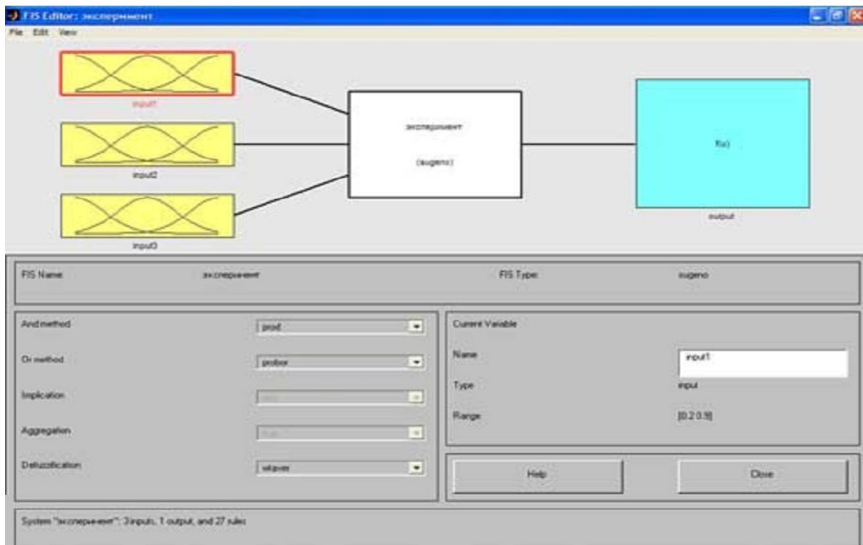 FIS Editor: эксперимент
File Edit View
input1
эксперимент
f(u)
(sugeno)
input2
output
input3
FIS Name: эксперимент FIS Type: sugeno
And method prod
Or method probor
Implication
Aggregation
Defuzzification wtaver
Current Variable
Name input1
Type input
Range [0.2 0.9]
Help Close
System "эксперимент": 3 inputs, 1 output, and 27 rules